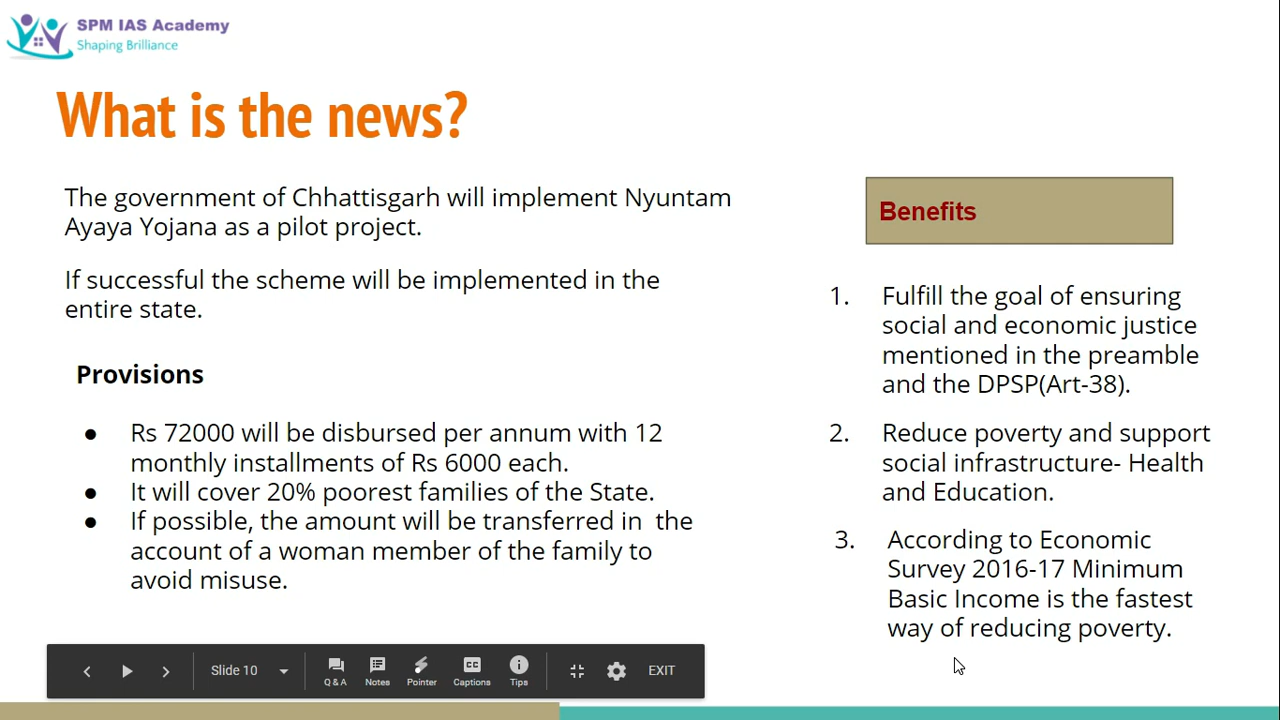 SPM IAS Academy
Shaping Brilliance
What is the news?
The government of Chhattisgarh will implement Nyuntam
Ayaya Yojana as a pilot project.
If successful the scheme will be implemented in the
entire state.
Provisions
● Rs 72000 will be disbursed per annum with 12
monthly installments of Rs 6000 each.
● It will cover 20% poorest families of the State.
● If possible, the amount will be transferred in  the
account of a woman member of the family to
avoid misuse.
Benefits
1. Fulfill the goal of ensuring
social and economic justice
mentioned in the preamble
and the DPSP(Art-38).
2. Reduce poverty and support
social infrastructure- Health
and Education.
3. According to Economic
Survey 2016-17 Minimum
Basic Income is the fastest
way of reducing poverty.
Slide 10
Q & A
Notes
Pointer
CC
Captions
Tips
EXIT